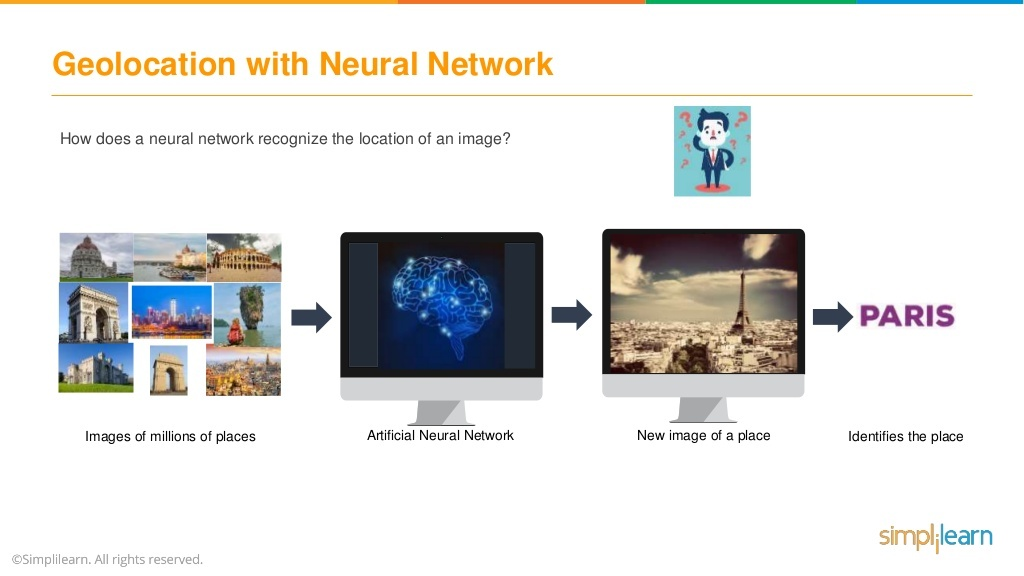 Geolocation with Neural Network
How does a neural network recognize the location of an image?
PARIS
Images of millions of places
Artificial Neural Network
New image of a place
Identifies the place
simplilearn
©Simplilearn. All rights reserved.